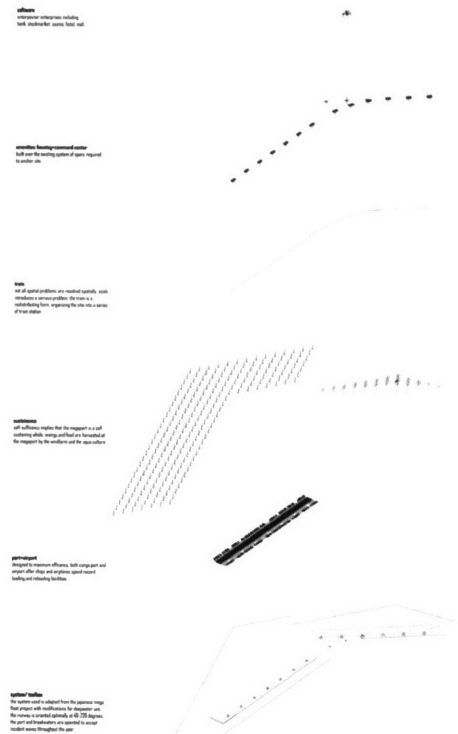 software
enterpower enterprises including
bank stockmarket casino hotel mall
amenities housing+command center
built over the existing system of spars required
to anchor site
train
not all spatial problems are resolved spatially. scale
introduces a serious problem: the train is a
redistributing form, organizing the site into a series
of train station
sustenance
self-sufficiency implies that the megaport is a self
sustaining whole. energy and food are harvested at
the megaport by the windfarm and the aqua culture
port+airport
designed to maximum efficiency, both cargo port and
airport offer ships and airplanes speed record
loading and reloading facilities
system/ toolbox
the system used is adapted from the japanese mega
float project with modifications for deepwater use
the runway is oriented optimally at 40-220 degrees.
the port and breakwaters are oriented to accept
incident waves throughout the year